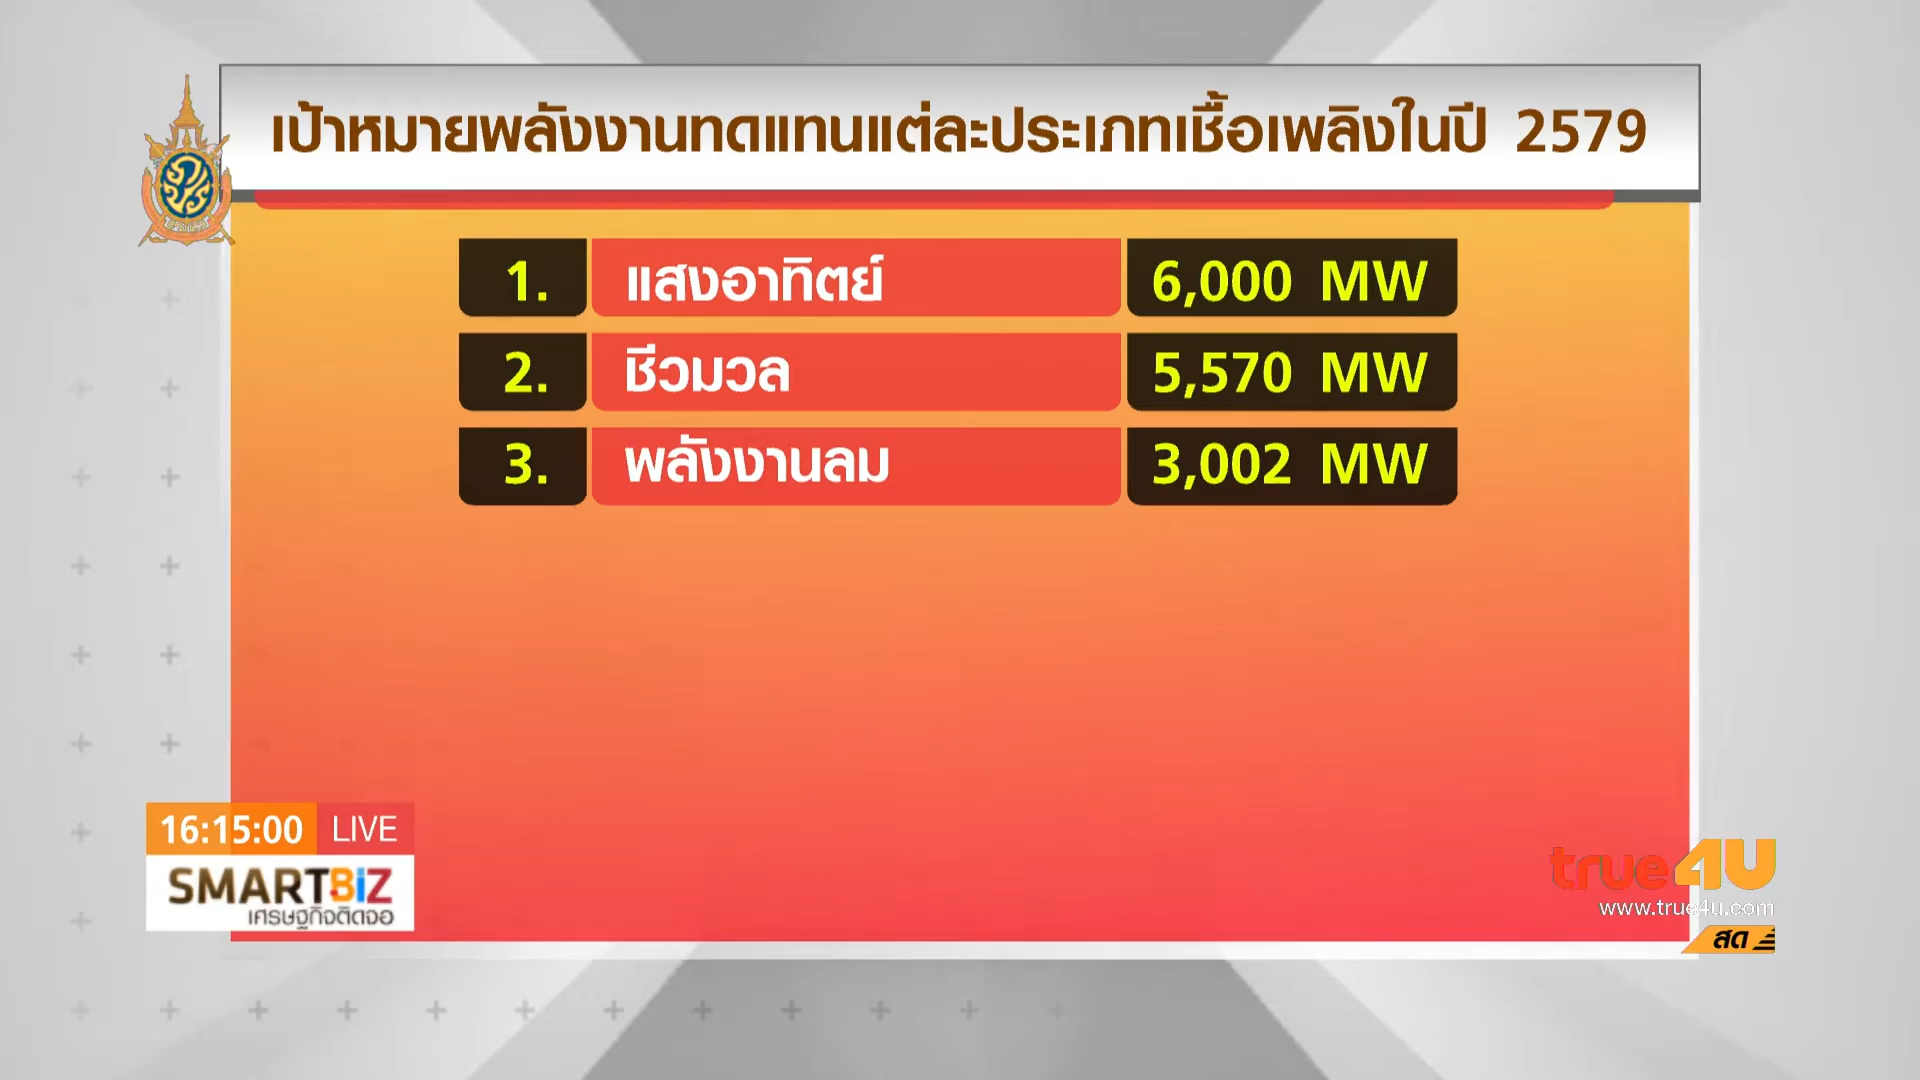 เป้าหมายพลังงานทดแทนแต่ละประเภทเชื้อเพลิงในปี 2579
1. แสงอาทิตย์ 6,000 MW
2. ชีวมวล 5,570 MW
3. พลังงานลม 3,002 MW
16:15:00 LIVE
SMARTBIZ
เศรษฐกิจติดจอ
true4U
www.true4u.com
สด